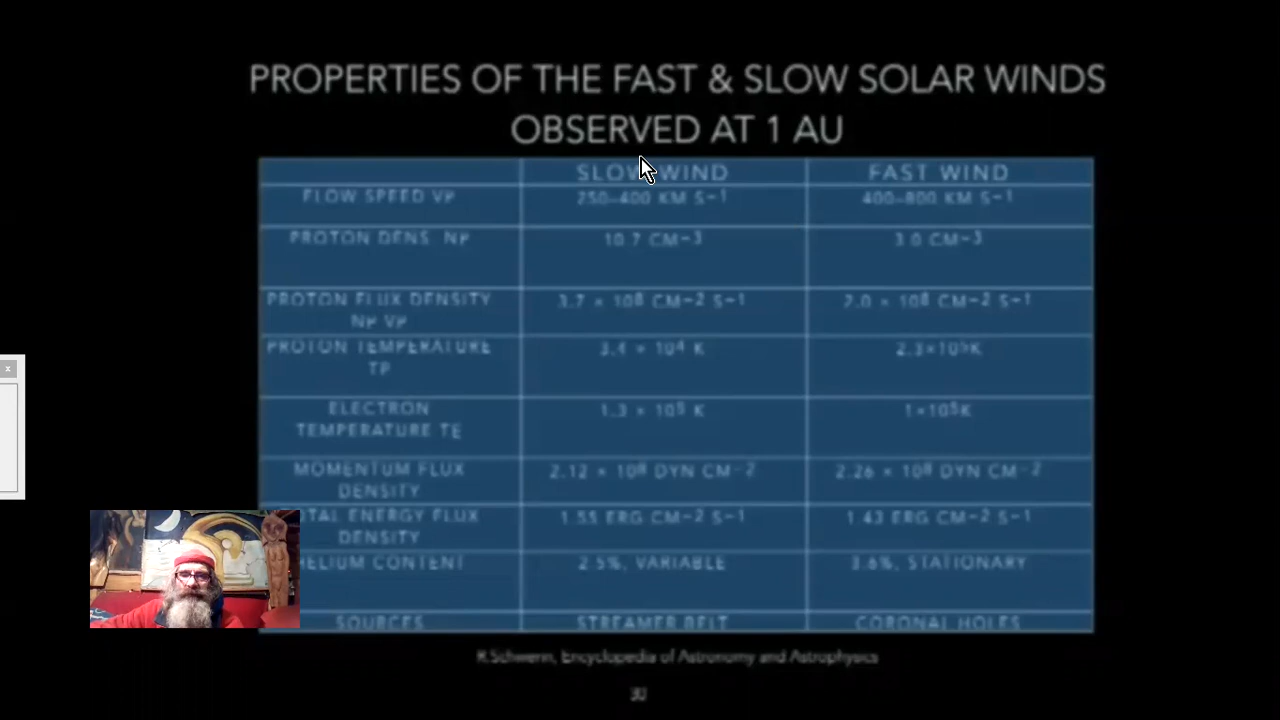 PROPERTIES OF THE FAST & SLOW SOLAR WINDS
OBSERVED AT 1 AU
SLOW WIND FAST WIND
FLOW SPEED VP 250–400 KM S−1 400–800 KM S−1
PROTON DENS NP 10.7 CM−3 3.0 CM−3
PROTON FLUX DENSITY 3.7 × 10⁸ CM−2 S−1 2.0 × 10⁸ CM−2 S−1
NP VP
PROTON TEMPERATURE 3.4 × 10⁴ K 2.3×10⁵K
TP
ELECTRON 1.3 × 10⁵ K 1×10⁵K
TEMPERATURE TE
MOMENTUM FLUX 2.12 × 10⁸ DYN CM−2 2.26 × 10⁸ DYN CM−2
DENSITY
TAL ENERGY FLUX 1.55 ERG CM−2 S−1 1.43 ERG CM−2 S−1
DENSITY
HELIUM CONTENT 2.5%, VARIABLE 3.6%, STATIONARY
SOURCES STREAMER BELT CORONAL HOLES
R.Schwenn, Encyclopedia of Astronomy and Astrophysics
30
x